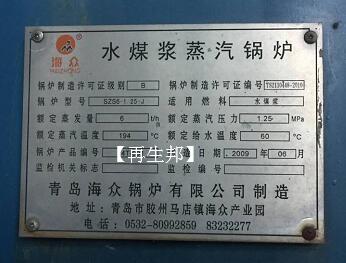 海众
HAIZHONG
水煤浆蒸汽锅炉
锅炉制造许可证级别 B 锅炉制造许可证编号 TS2110
锅炉型号 SZS6-1.25-J 适用燃料 水煤浆
额定蒸发量 6 t/h 额定蒸汽压力 1.25 MPa
额定蒸汽温度 194 ℃ 额定给水温度 60 ℃
锅炉产品 造日期 2009 年 06 月
【再生邦】
监检机关标志 监检编号
青岛海众锅炉有限公司制造
地址:青岛市胶州马店镇海众产业园
电话:0532-80992859 83232277